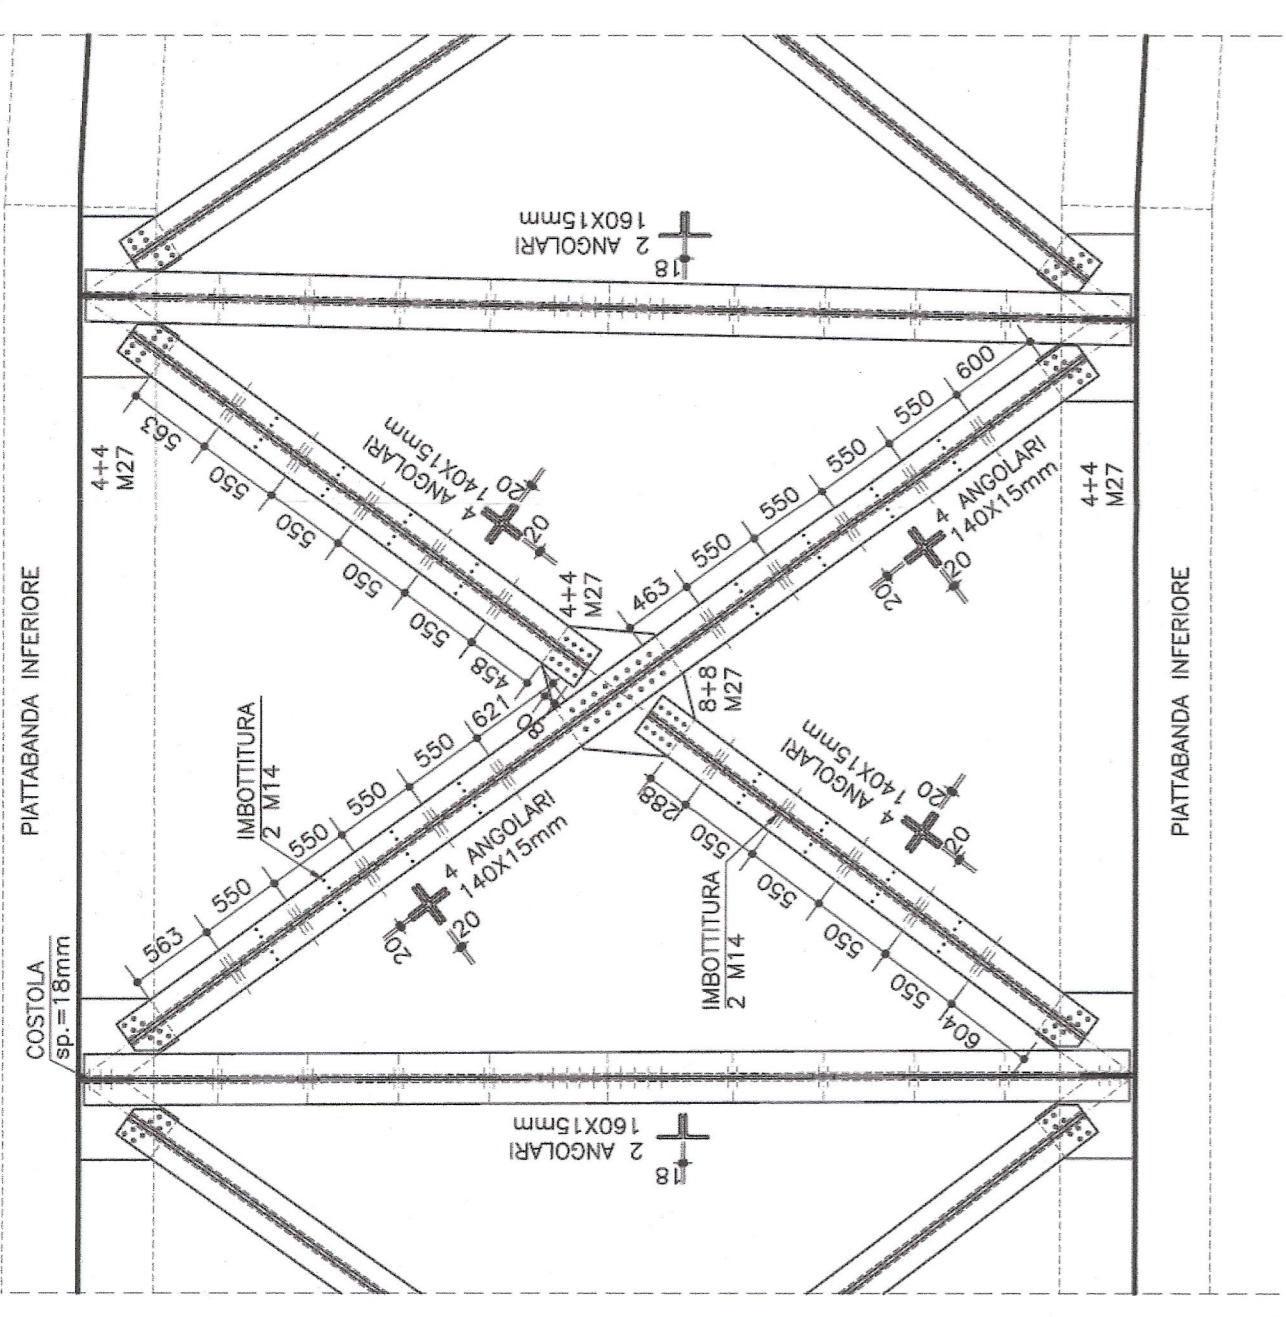 2 ANGOLARI
160X15mm
18
4+4
M27
PIATTABANDA INFERIORE
563
550
550
550
550
458
4 ANGOLARI
140X15mm
20
20
4+4
M27
600
550
550
550
550
463
4 ANGOLARI
140X15mm
20
20
4+4
M27
PIATTABANDA INFERIORE
8+8
M27
80
621
550
550
550
550
563
IMBOTTITURA
2 M14
4 ANGOLARI
140X15mm
20
20
288
550
550
550
550
604
4 ANGOLARI
140X15mm
20
20
IMBOTTITURA
2 M14
COSTOLA
sp.=18mm
2 ANGOLARI
160X15mm
18